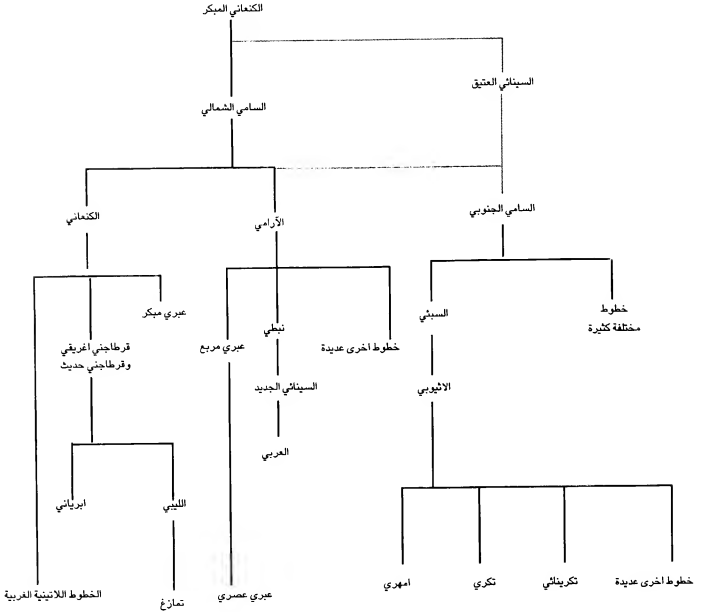 الكنعاني المبكر
السينائي العتيق
السامي الشمالي
السامي الجنوبي
الآرامي
الكنعاني
خطوط
مختلفة كثيرة
السبئي
نبطي
عبري مبكر
خطوط اخرى عديدة
عبري مربع
قرطاجني اغريقي
وقرطاجني حديث
الاثيوبي
السينائي الجديد
العربي
الليبي
ابرياني
خطوط اخرى عديدة
تكرينائي
تكري
امهري
عبري عصري
تمازغ
الخطوط اللاتينية الغربية